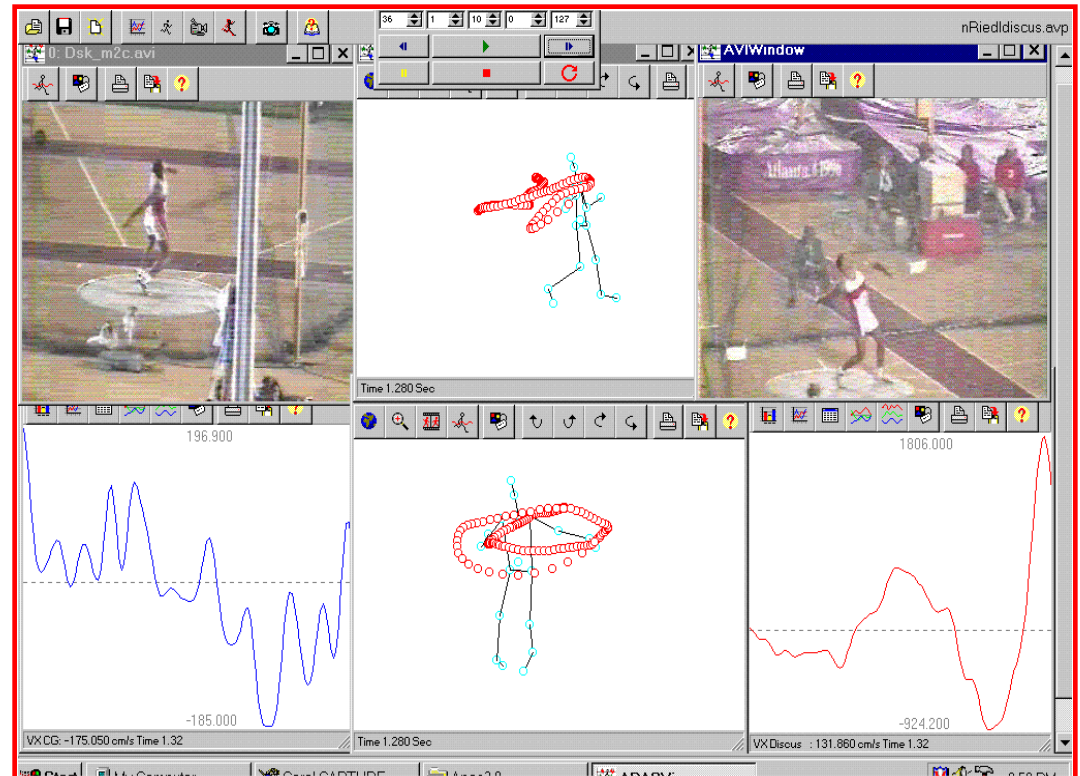 36 1 10 0 127
nRiedldiscus.avp
0: Dsk_m2c.avi
AVIWindow
Atlanta 1996
Time 1.280 Sec
196.900
-185.000
VX CG: -175.050 cm/s Time 1.32
Time 1.280 Sec
1806.000
-924.200
VX Discus : 131.860 cm/s Time 1.32
Start
My Computer
Corel CAPTURE